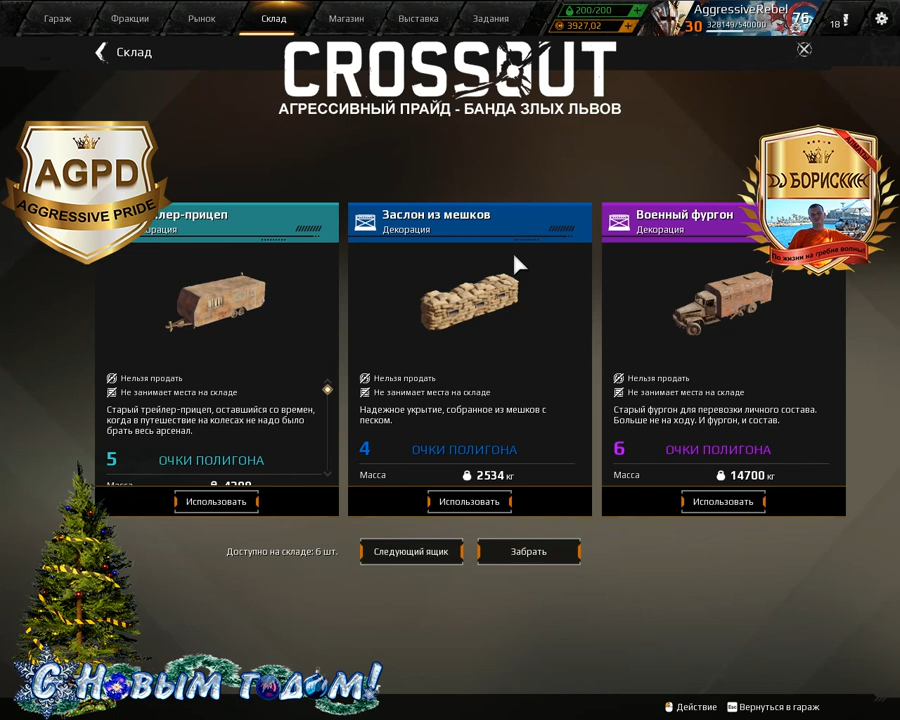 Гараж
Фракции
Рынок
Склад
Магазин
Выставка
Задания
200/200
3927,02
AggressiveRebel
30 328149/540000
76
18
Склад
CROSSOUT
АГРЕССИВНЫЙ ПРАЙД - БАНДА ЗЛЫХ ЛЬВОВ
AGPD
AGGRESSIVE PRIDE
DJ БОРИСКИН
По жизни на гребне волны!
лер-прицеп
орация
Нельзя продать
Не занимает места на складе
Старый трейлер-прицеп, оставшийся со времен,
когда в путешествие на колесах не надо было
брать весь арсенал.
5 ОЧКИ ПОЛИГОНА
Масса
Использовать
Заслон из мешков
Декорация
Нельзя продать
Не занимает места на складе
Надежное укрытие, собранное из мешков с
песком.
4 ОЧКИ ПОЛИГОНА
Масса 2534 кг
Использовать
Военный фургон
Декорация
Нельзя продать
Не занимает места на складе
Старый фургон для перевозки личного состава.
Больше не на ходу. И фургон, и состав.
6 ОЧКИ ПОЛИГОНА
Масса 14700 кг
Использовать
Доступно на складе: 6 шт.
Следующий ящик
Забрать
С Новым годом!
Действие
Esc Вернуться в гараж